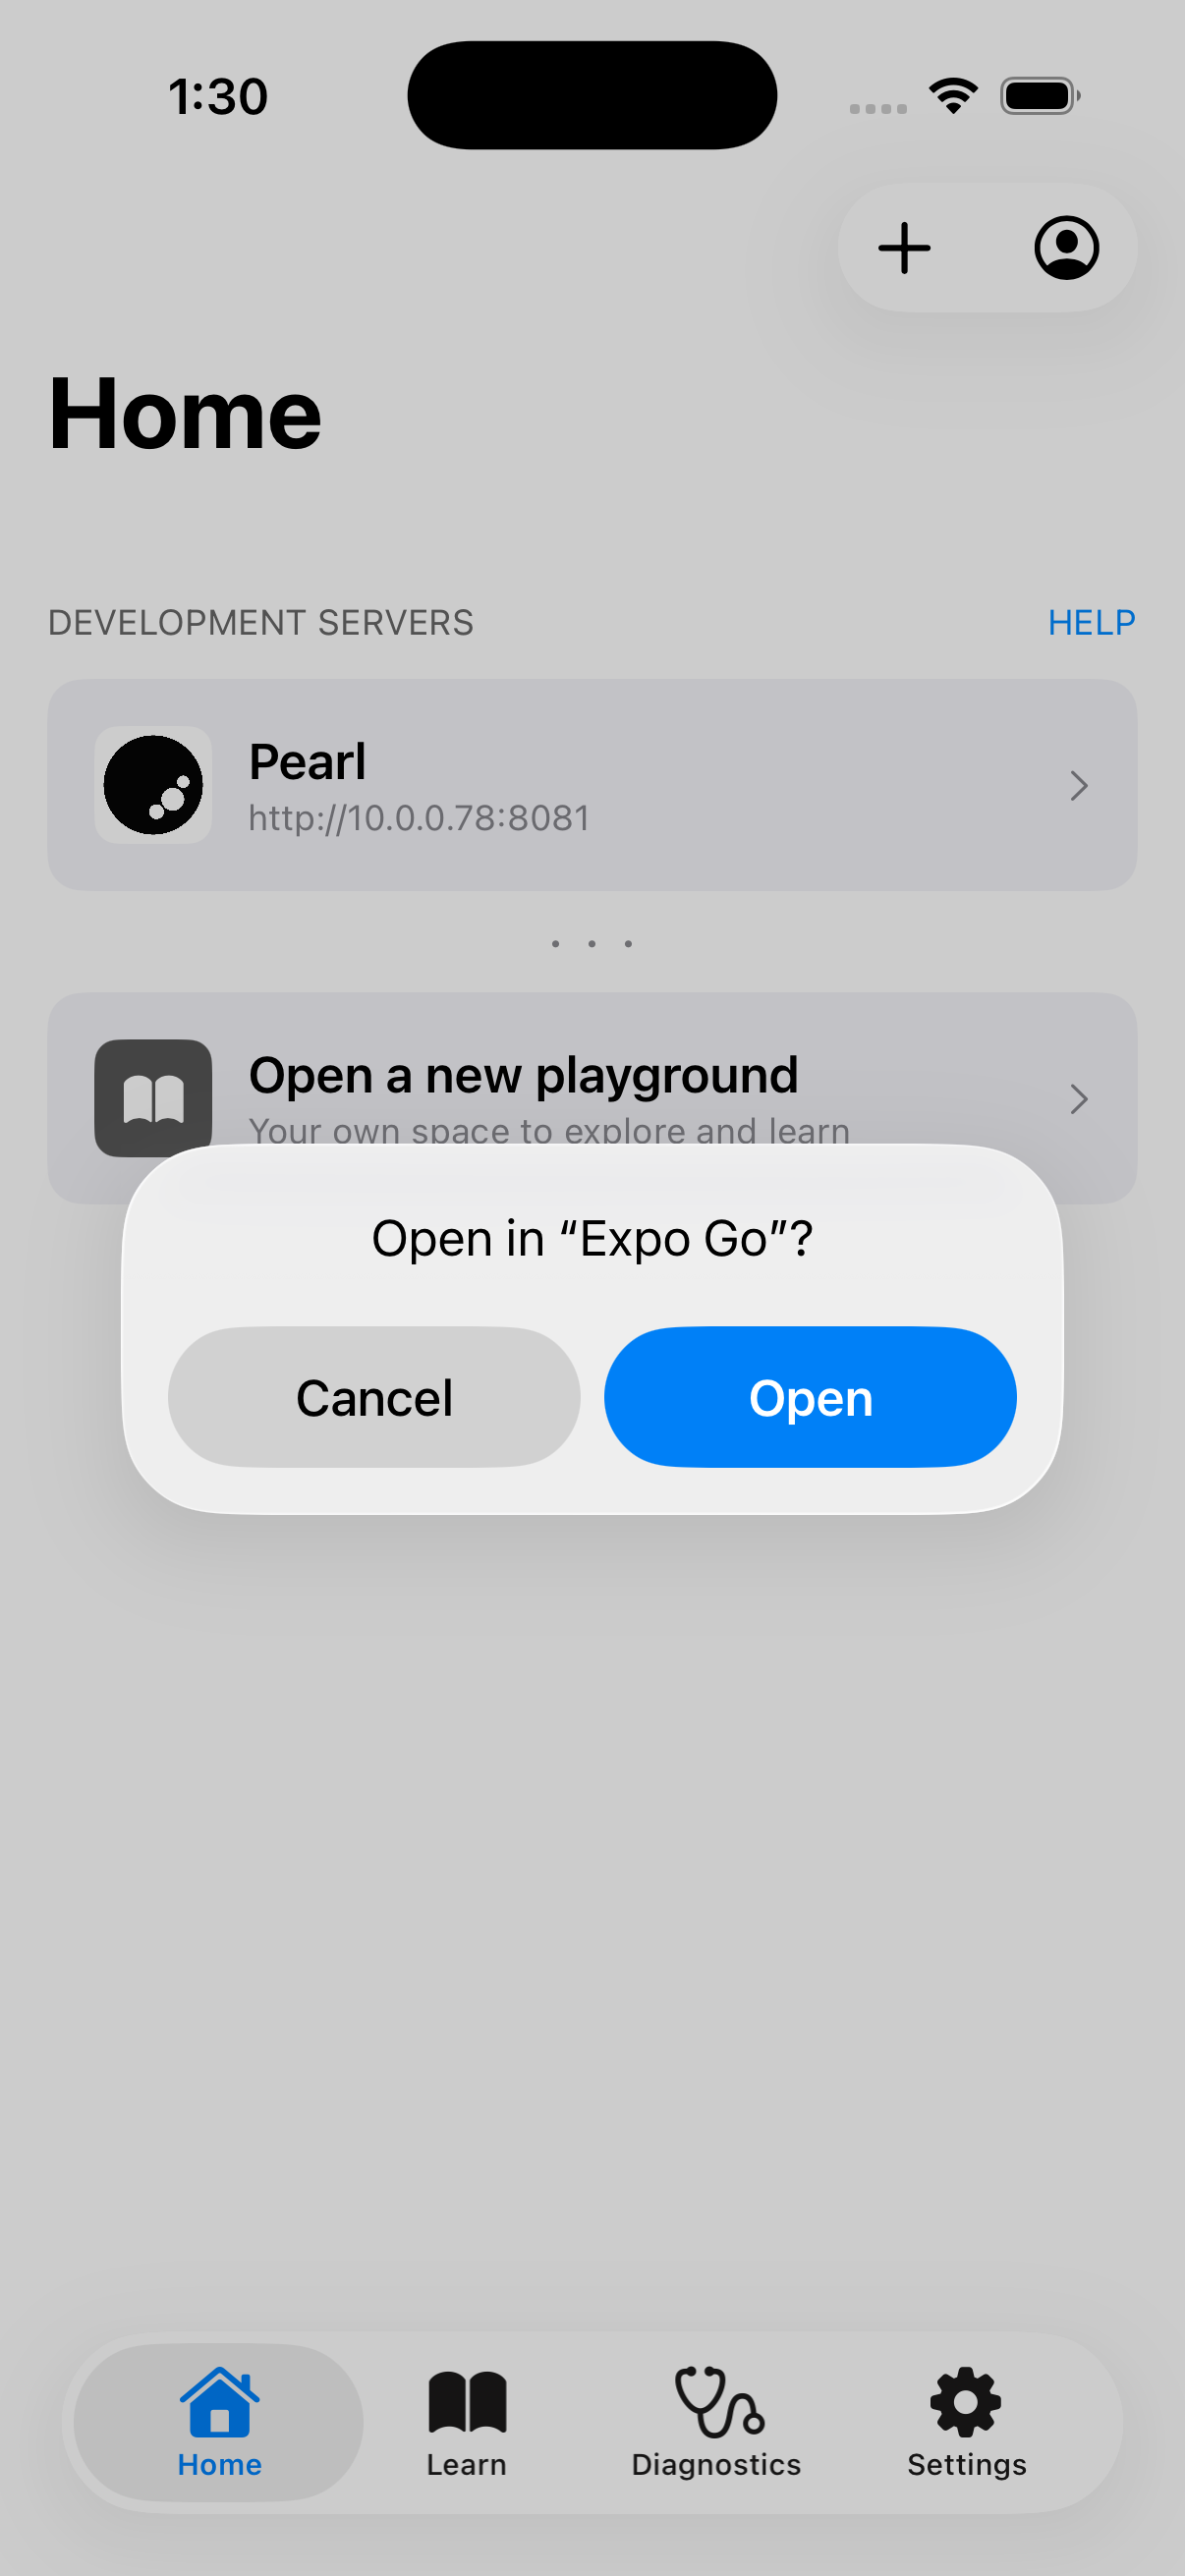 1:30
Home
DEVELOPMENT SERVERS
HELP
Pearl
http://10.0.0.78:8081
Open a new playground
Your own space to explore and learn
Open in “Expo Go”?
Cancel
Open
Home
Learn
Diagnostics
Settings